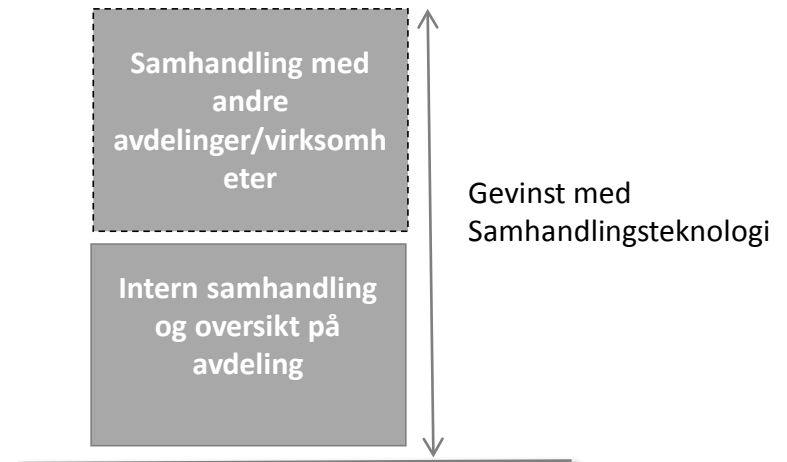 Samhandling med
andre
avdelinger/virksomh
eter
Gevinst med
Samhandlingsteknologi
Intern samhandling
og oversikt på
avdeling